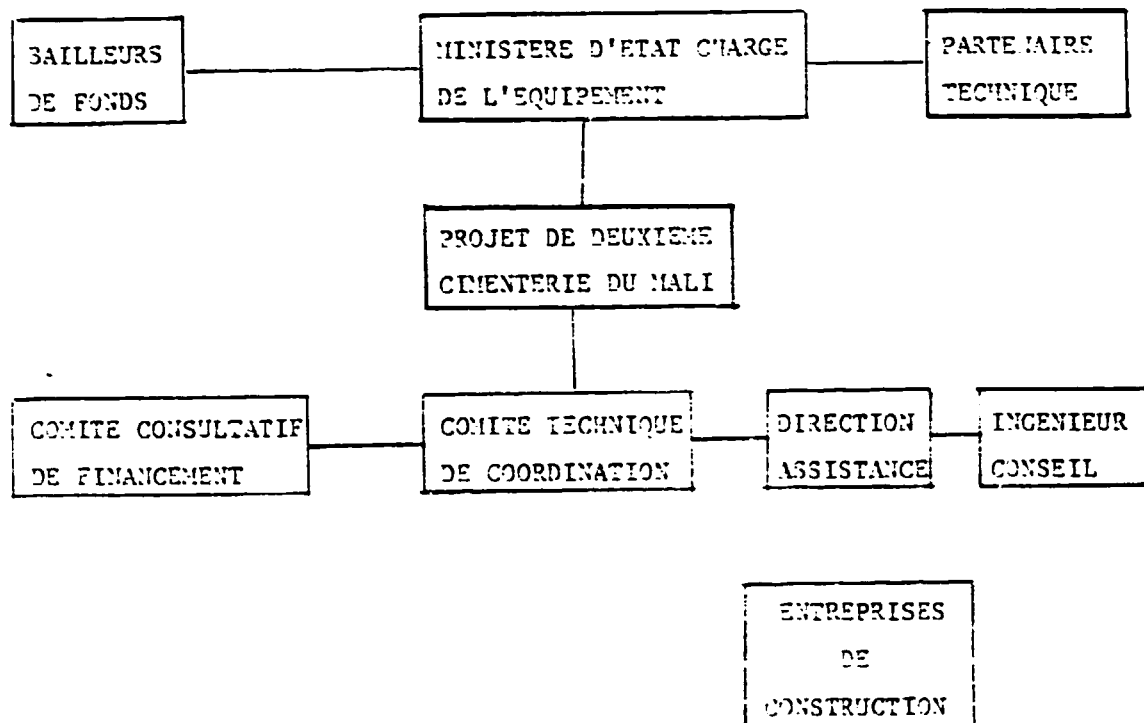 BAILLEURS
DE FONDS
MINISTERE D'ETAT CHARGE
DE L'EQUIPEMENT
PARTENAIRE
TECHNIQUE
PROJET DE DEUXIEME
CIMENTERIE DU MALI
COMITE CONSULTATIF
DE FINANCEMENT
COMITE TECHNIQUE
DE COORDINATION
DIRECTION
ASSISTANCE
INGENIEUR
CONSEIL
ENTREPRISES
DE
CONSTRUCTION